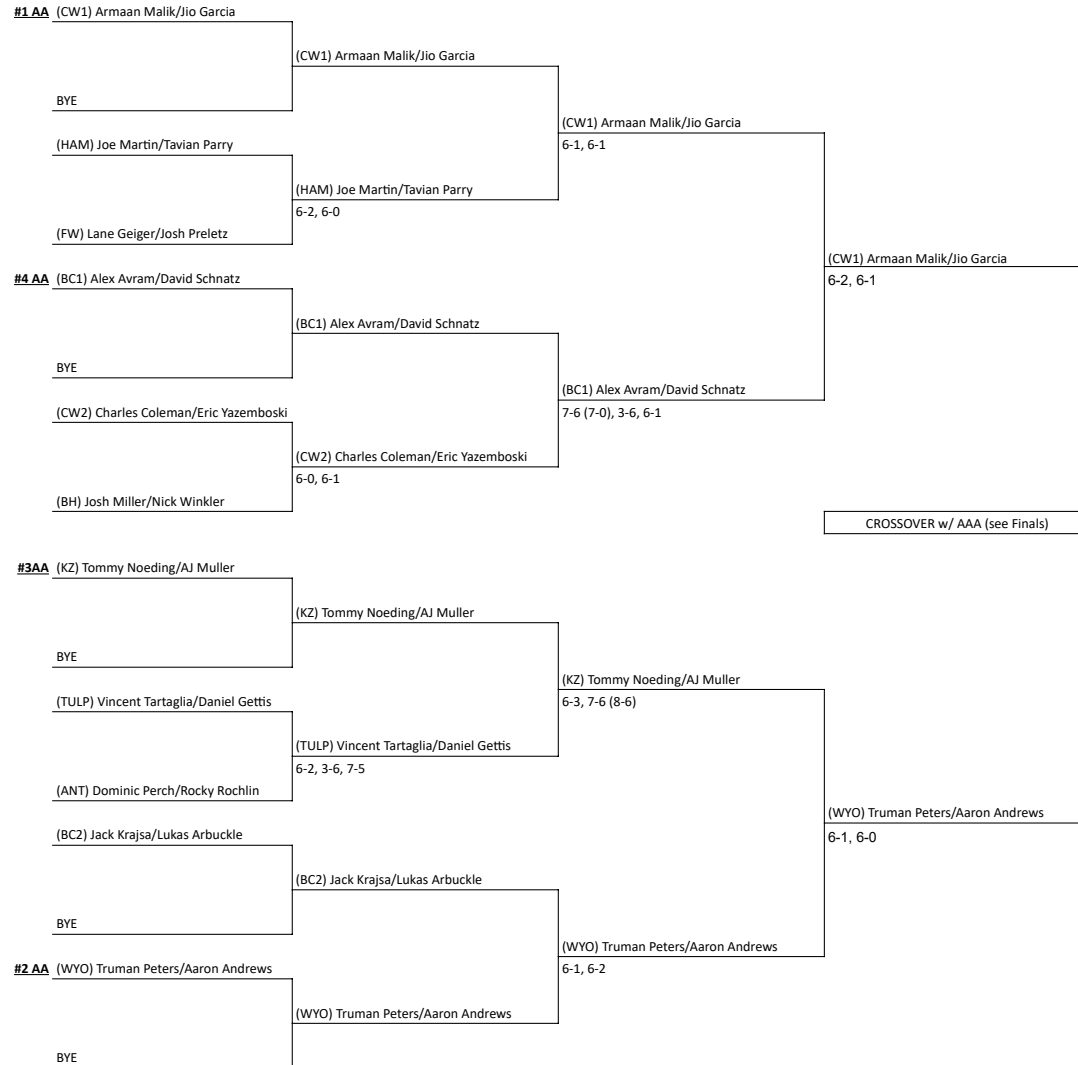 #1 AA (CW1) Armaan Malik/Jio Garcia
(CW1) Armaan Malik/Jio Garcia
BYE
(CW1) Armaan Malik/Jio Garcia
6-1, 6-1
(HAM) Joe Martin/Tavian Parry
(HAM) Joe Martin/Tavian Parry
6-2, 6-0
(FW) Lane Geiger/Josh Preletz
(CW1) Armaan Malik/Jio Garcia
6-2, 6-1
#4 AA (BC1) Alex Avram/David Schnatz
(BC1) Alex Avram/David Schnatz
BYE
(BC1) Alex Avram/David Schnatz
7-6 (7-0), 3-6, 6-1
(CW2) Charles Coleman/Eric Yazemboski
(CW2) Charles Coleman/Eric Yazemboski
6-0, 6-1
(BH) Josh Miller/Nick Winkler
CROSSOVER w/ AAA (see Finals)
#3AA (KZ) Tommy Noeding/AJ Muller
(KZ) Tommy Noeding/AJ Muller
BYE
(KZ) Tommy Noeding/AJ Muller
6-3, 7-6 (8-6)
(TULP) Vincent Tartaglia/Daniel Gettis
(TULP) Vincent Tartaglia/Daniel Gettis
6-2, 3-6, 7-5
(ANT) Dominic Perch/Rocky Rochlin
(WYO) Truman Peters/Aaron Andrews
6-1, 6-0
(BC2) Jack Krajsa/Lukas Arbuckle
(BC2) Jack Krajsa/Lukas Arbuckle
BYE
(WYO) Truman Peters/Aaron Andrews
6-1, 6-2
#2 AA (WYO) Truman Peters/Aaron Andrews
(WYO) Truman Peters/Aaron Andrews
BYE